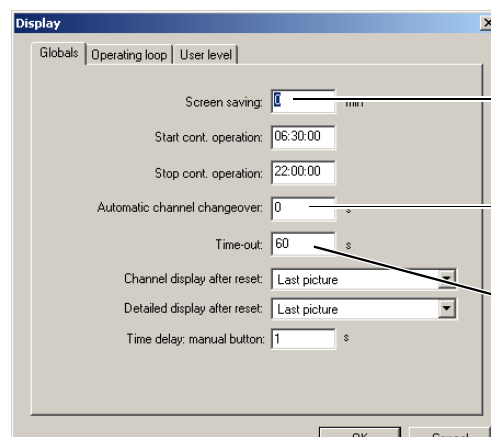 Display
Globals Operating loop User level
Screen saving: 0 min
Start cont. operation: 06:30:00
Stop cont. operation: 22:00:00
Automatic channel changeover: 0 s
Time-out: 60 s
Channel display after reset: Last picture
Detailed display after reset: Last picture
Time delay: manual button: 1 s
OK Cancel